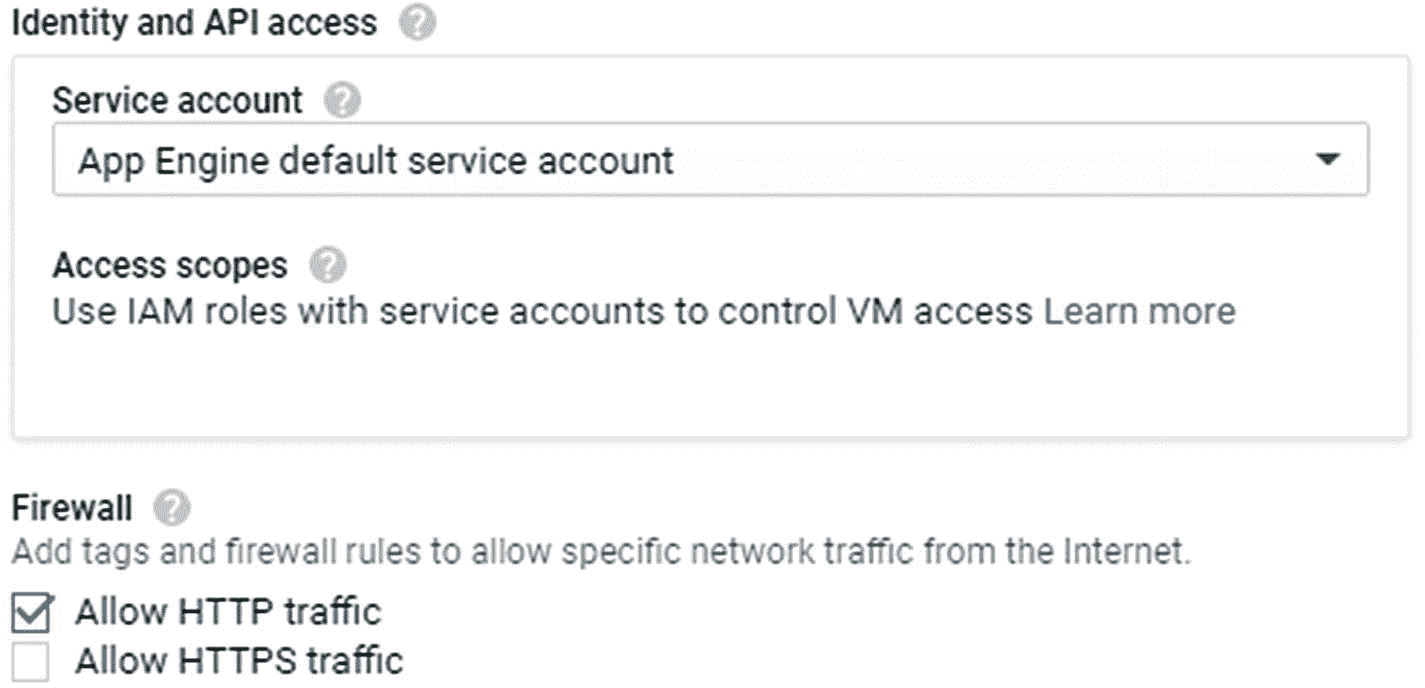 Identity and API access ?
Service account ?
App Engine default service account
Access scopes ?
Use IAM roles with service accounts to control VM access Learn more
Firewall ?
Add tags and firewall rules to allow specific network traffic from the Internet.
Allow HTTP traffic
Allow HTTPS traffic